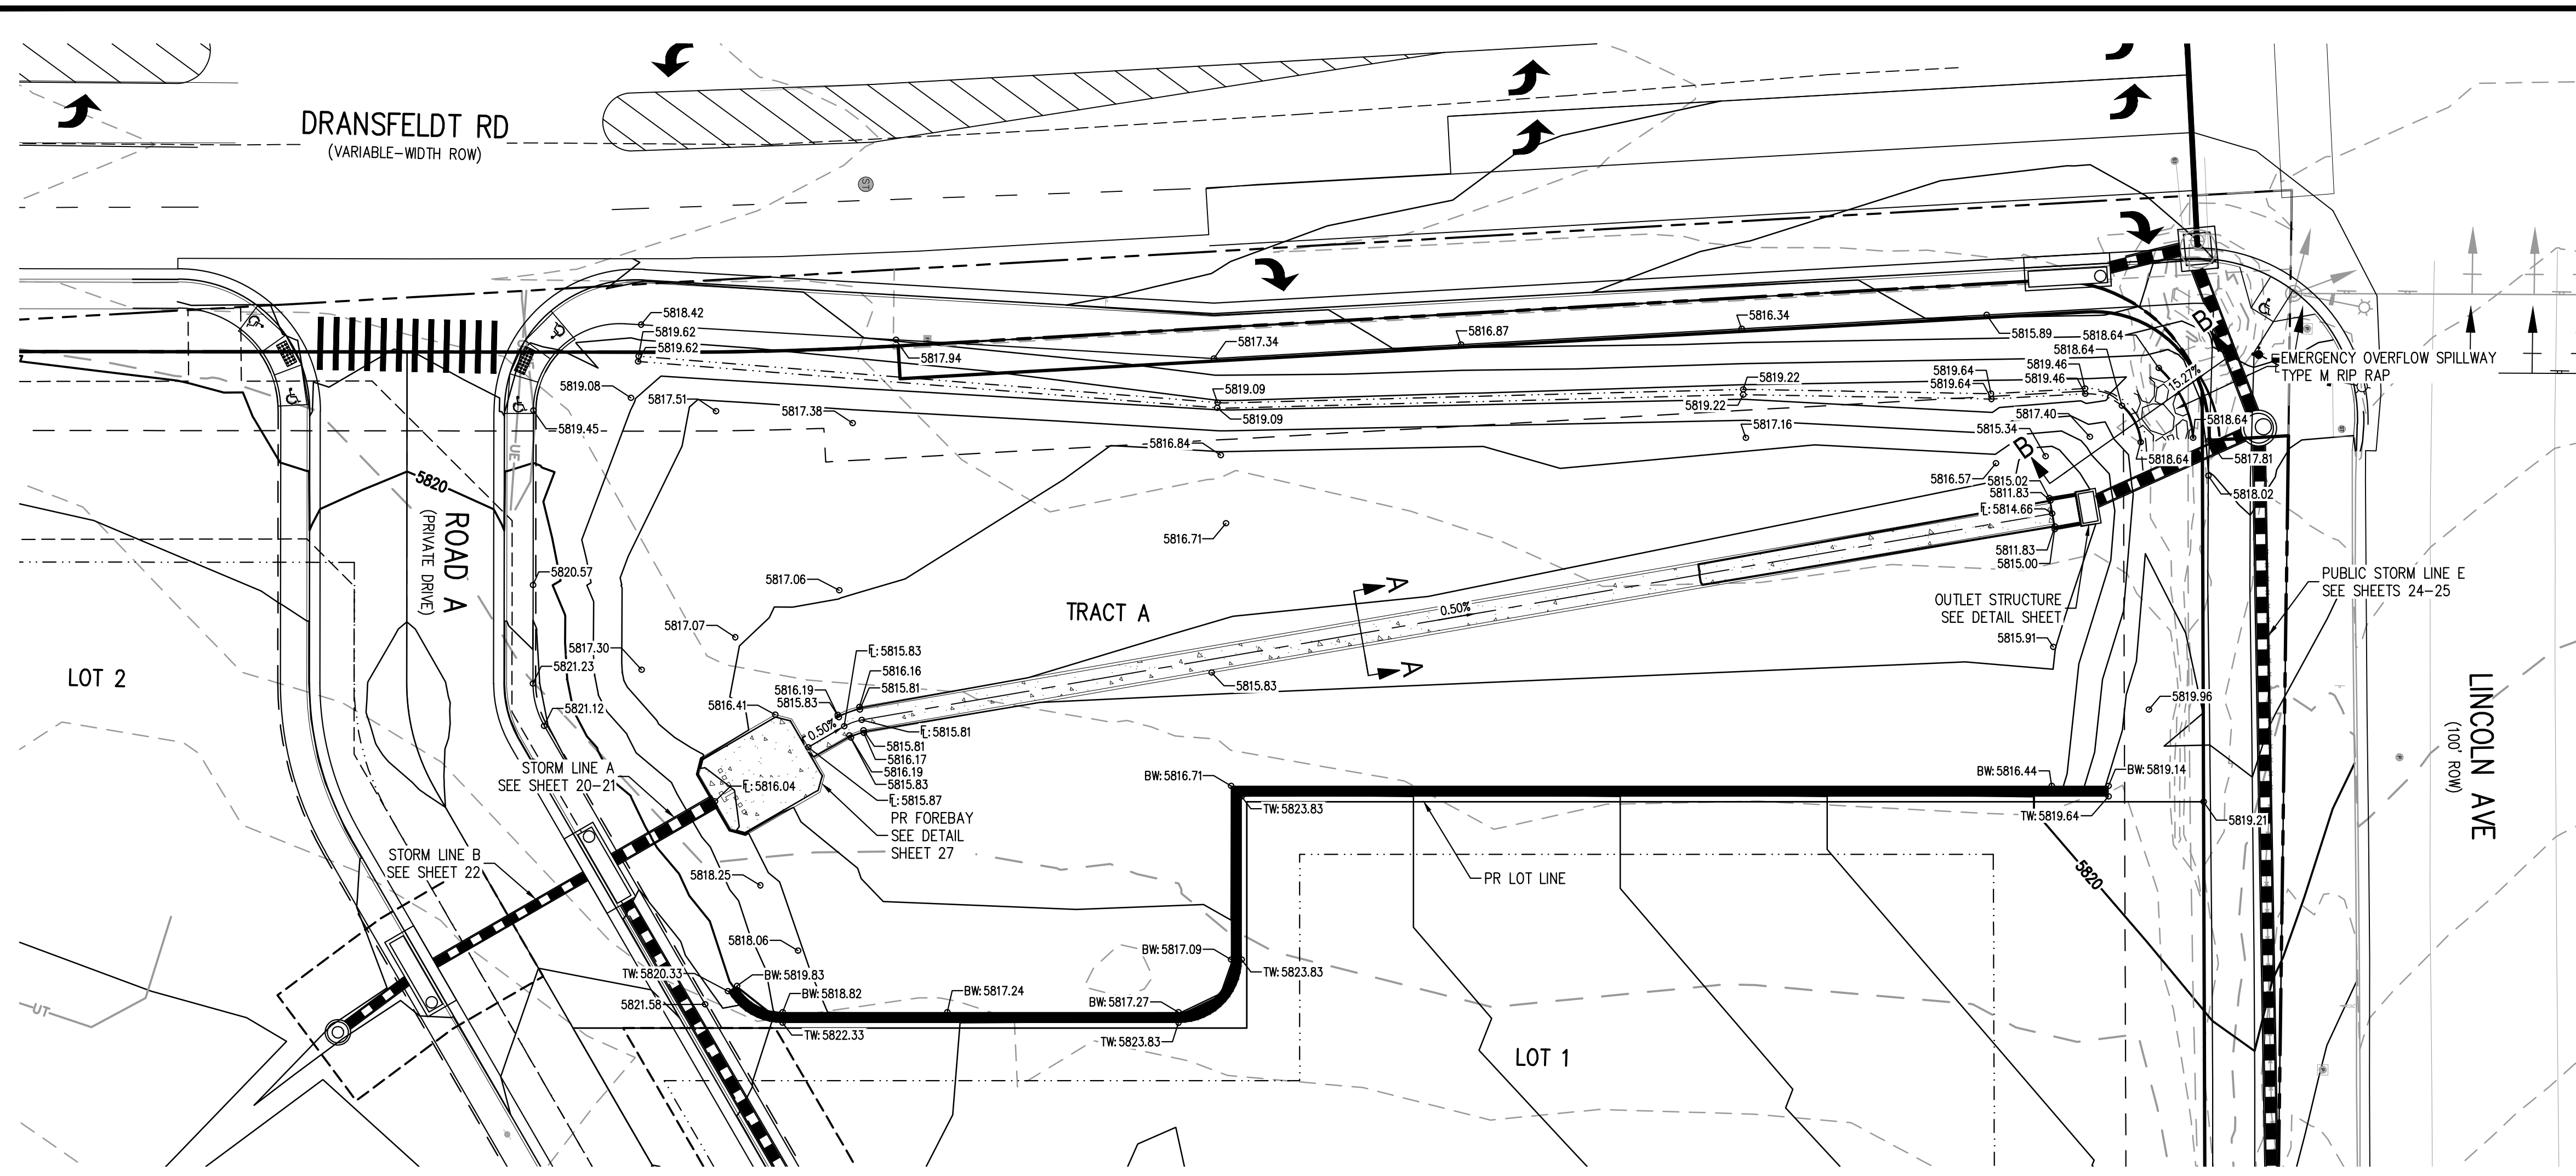 DRANSFELDT RD
(VARIABLE-WIDTH ROW)
ST
5818.42
5819.62
5819.62
5817.94
5817.34
5816.87
5816.34
5815.89
5818.64
5818.64
B
15.27%
EMERGENCY OVERFLOW SPILLWAY
TYPE M RIP RAP
5819.08
5817.51
5817.38
5819.45
5819.09
5819.09
5819.22
5819.22
5819.64
5819.64
5819.46
5819.46
5817.40
5817.16
5815.34
B
5818.64
5818.64
5817.81
5818.02
5816.84
5816.57
5815.02
5811.83
FL: 5814.66
5811.83
5815.00
UE
5820
ROAD A
(PRIVATE DRIVE)
5816.71
5817.06
5820.57
5817.07
TRACT A
A
A
0.50%
OUTLET STRUCTURE
SEE DETAIL SHEET
5815.91
PUBLIC STORM LINE E
SEE SHEETS 24-25
LOT 2
5817.30
5821.23
5821.12
FL: 5815.83
5816.16
5815.81
5816.19
5815.83
5816.41
0.50%
5815.83
FL: 5815.81
5815.81
5816.17
5816.19
5815.83
FL: 5815.87
PR FOREBAY
SEE DETAIL
SHEET 27
FL: 5816.04
STORM LINE A
SEE SHEET 20-21
STORM LINE B
SEE SHEET 22
5819.96
LINCOLN AVE
(100' ROW)
BW: 5816.71
TW: 5823.83
BW: 5816.44
BW: 5819.14
TW: 5819.64
5819.21
5820
PR LOT LINE
5818.25
5818.06
BW: 5817.09
TW: 5823.83
TW: 5820.33
BW: 5819.83
5821.58
BW: 5818.82
TW: 5822.33
BW: 5817.24
BW: 5817.27
TW: 5823.83
LOT 1
UT